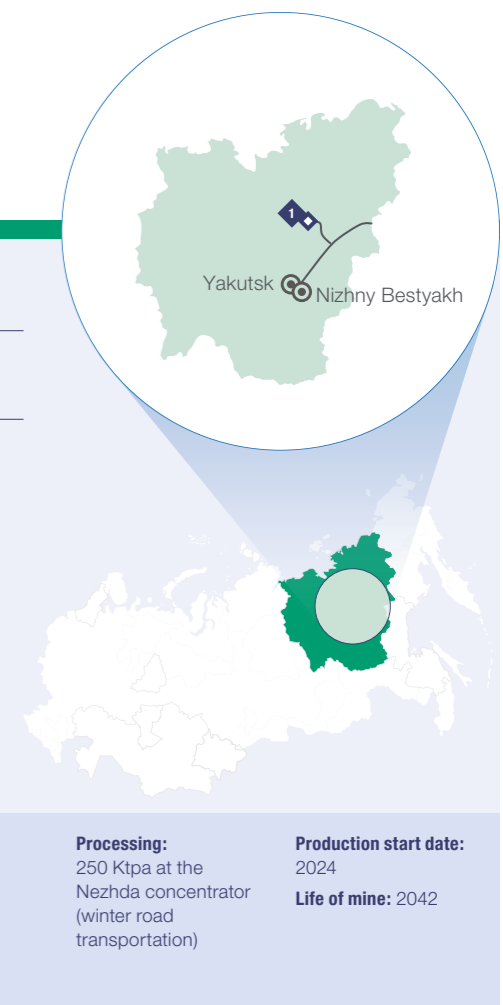 1
Yakutsk
Nizhny Bestyakh
Processing:
250 Ktpa at the
Nezhda concentrator
(winter road
transportation)
Production start date:
2024
Life of mine: 2042